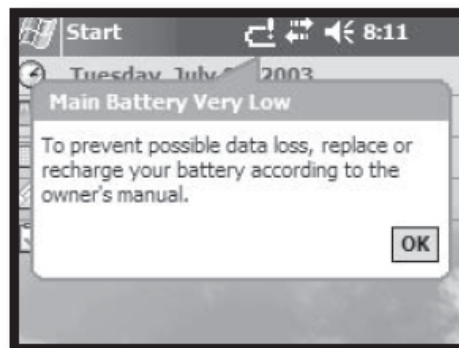 Start 8:11
Tuesday, July 2003
Main Battery Very Low
To prevent possible data loss, replace or
recharge your battery according to the
owner's manual.
OK